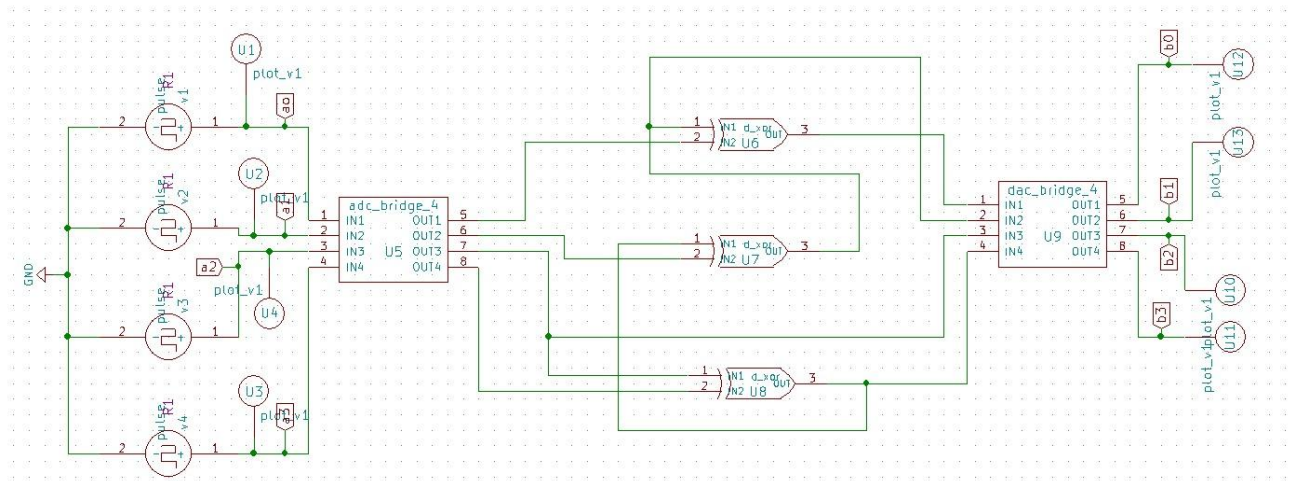 U1
plot_v1
pulse
R1
v1
2
1
a0
U2
plot_v1
pulse
R1
v2
2
1
a1
adc_bridge_4
1 IN1 OUT1 5
2 IN2 OUT2 6
3 IN3 U5 OUT3 7
4 IN4 OUT4 8
GND
a2
plot_v1
U4
pulse
R1
v3
2
1
U3
plot_v1
pulse
R1
v4
2
1
a3
1 IN1 d_xor OUT 3
2 IN2 U6
1 IN1 d_xor OUT 3
2 IN2 U7
1 IN1 d_xor OUT 3
2 IN2 U8
dac_bridge_4
1 IN1 OUT1 5
2 IN2 OUT2 6
3 IN3 U9 OUT3 7
4 IN4 OUT4 8
b0
U12
plot_v1
U13
plot_v1
b1
b2
U10
plot_v1
b3
U11
plot_v1